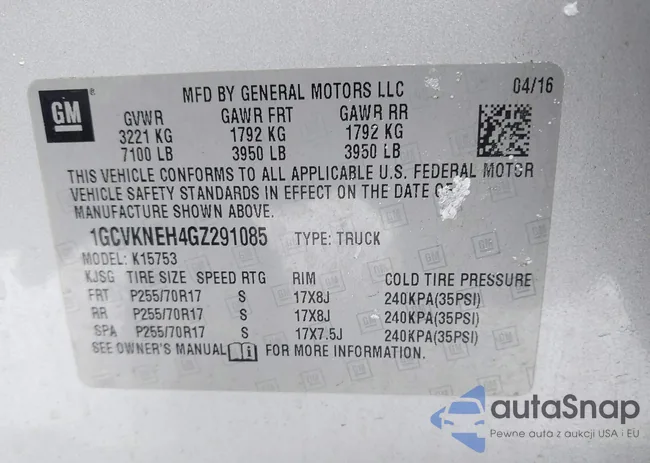 GM
MFD BY GENERAL MOTORS LLC 04/16
GVWR GAWR FRT GAWR RR
3221 KG 1792 KG 1792 KG
7100 LB 3950 LB 3950 LB
THIS VEHICLE CONFORMS TO ALL APPLICABLE U.S. FEDERAL MOTOR
VEHICLE SAFETY STANDARDS IN EFFECT ON THE DATE OF
MANUFACTURE SHOWN ABOVE.
1GCVKNEH4GZ291085 TYPE: TRUCK
MODEL: K15753
KJSG TIRE SIZE SPEED RTG RIM COLD TIRE PRESSURE
FRT P255/70R17 S 17X8J 240KPA(35PSI)
RR P255/70R17 S 17X8J 240KPA(35PSI)
SPA P255/70R17 S 17X7.5J 240KPA(35PSI)
SEE OWNER'S MANUAL FOR MORE INFORMATION.
autaSnap
Pewne auta z aukcji USA i EU